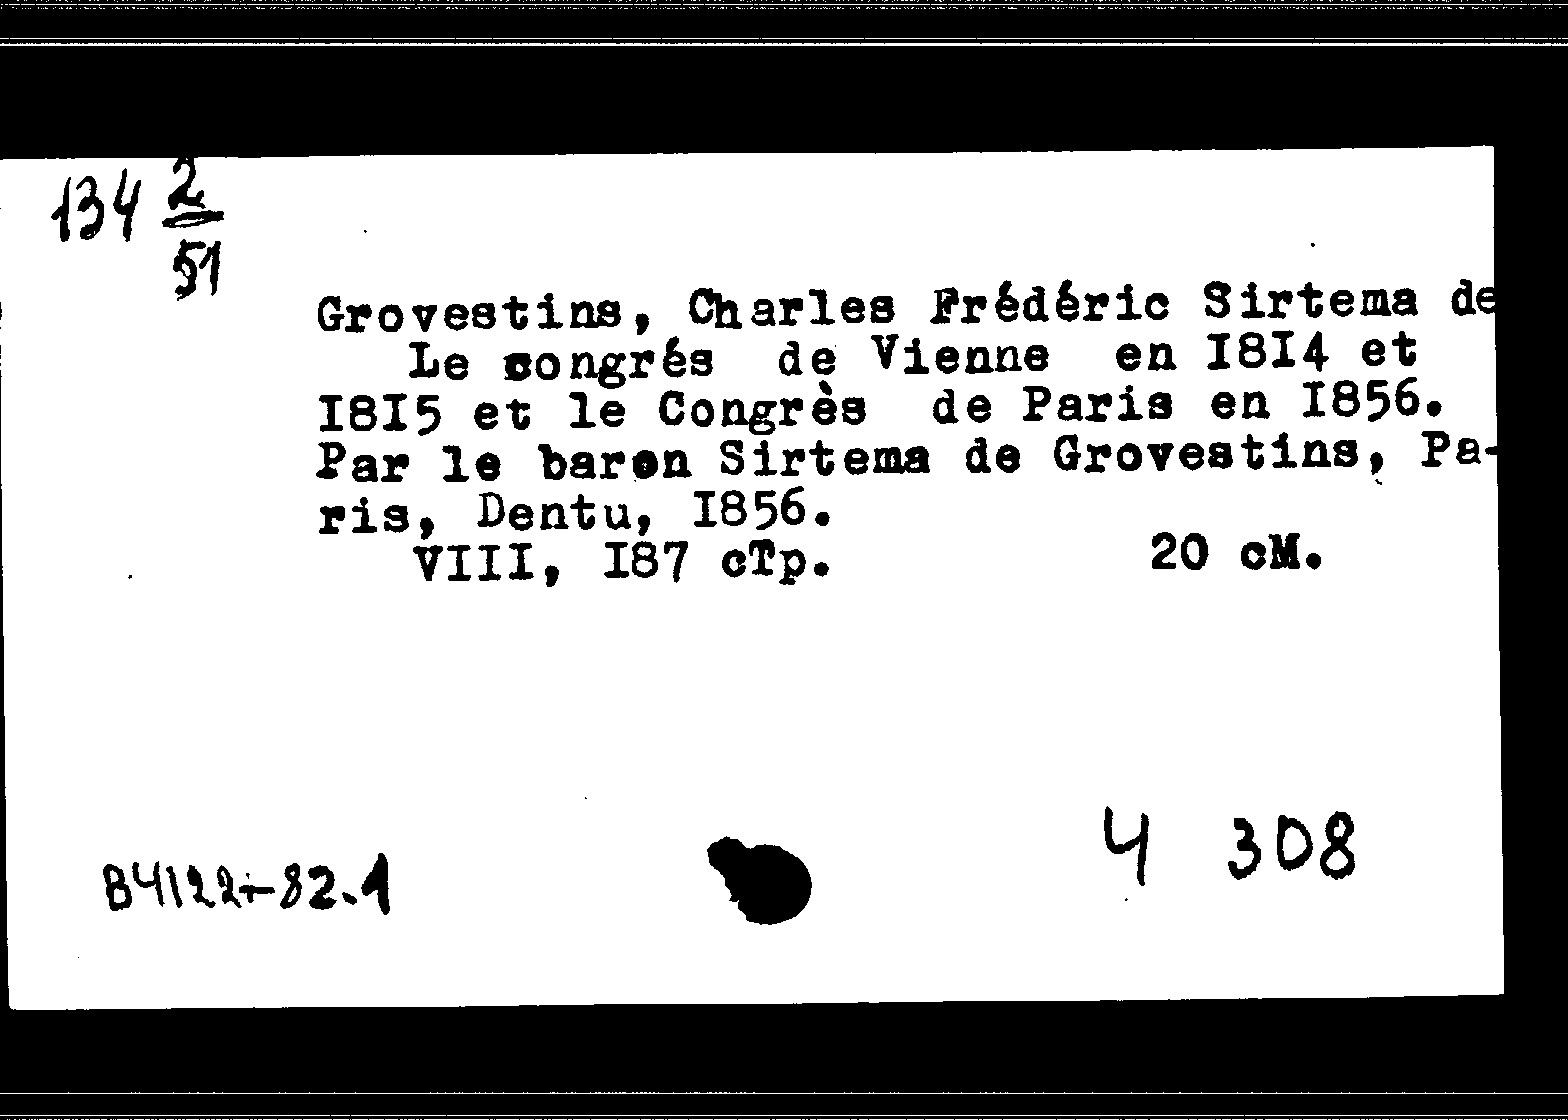 134 2/51
Grovestins, Charles Frédéric Sirtema de
Le congrés de Vienne en I8I4 et
I8I5 et le Congrès de Paris en I856.
Par le baron Sirtema de Grovestins, Pa-
ris, Dentu, I856.
VIII, I87 стр. 20 см.
4 308
B4122-82.1